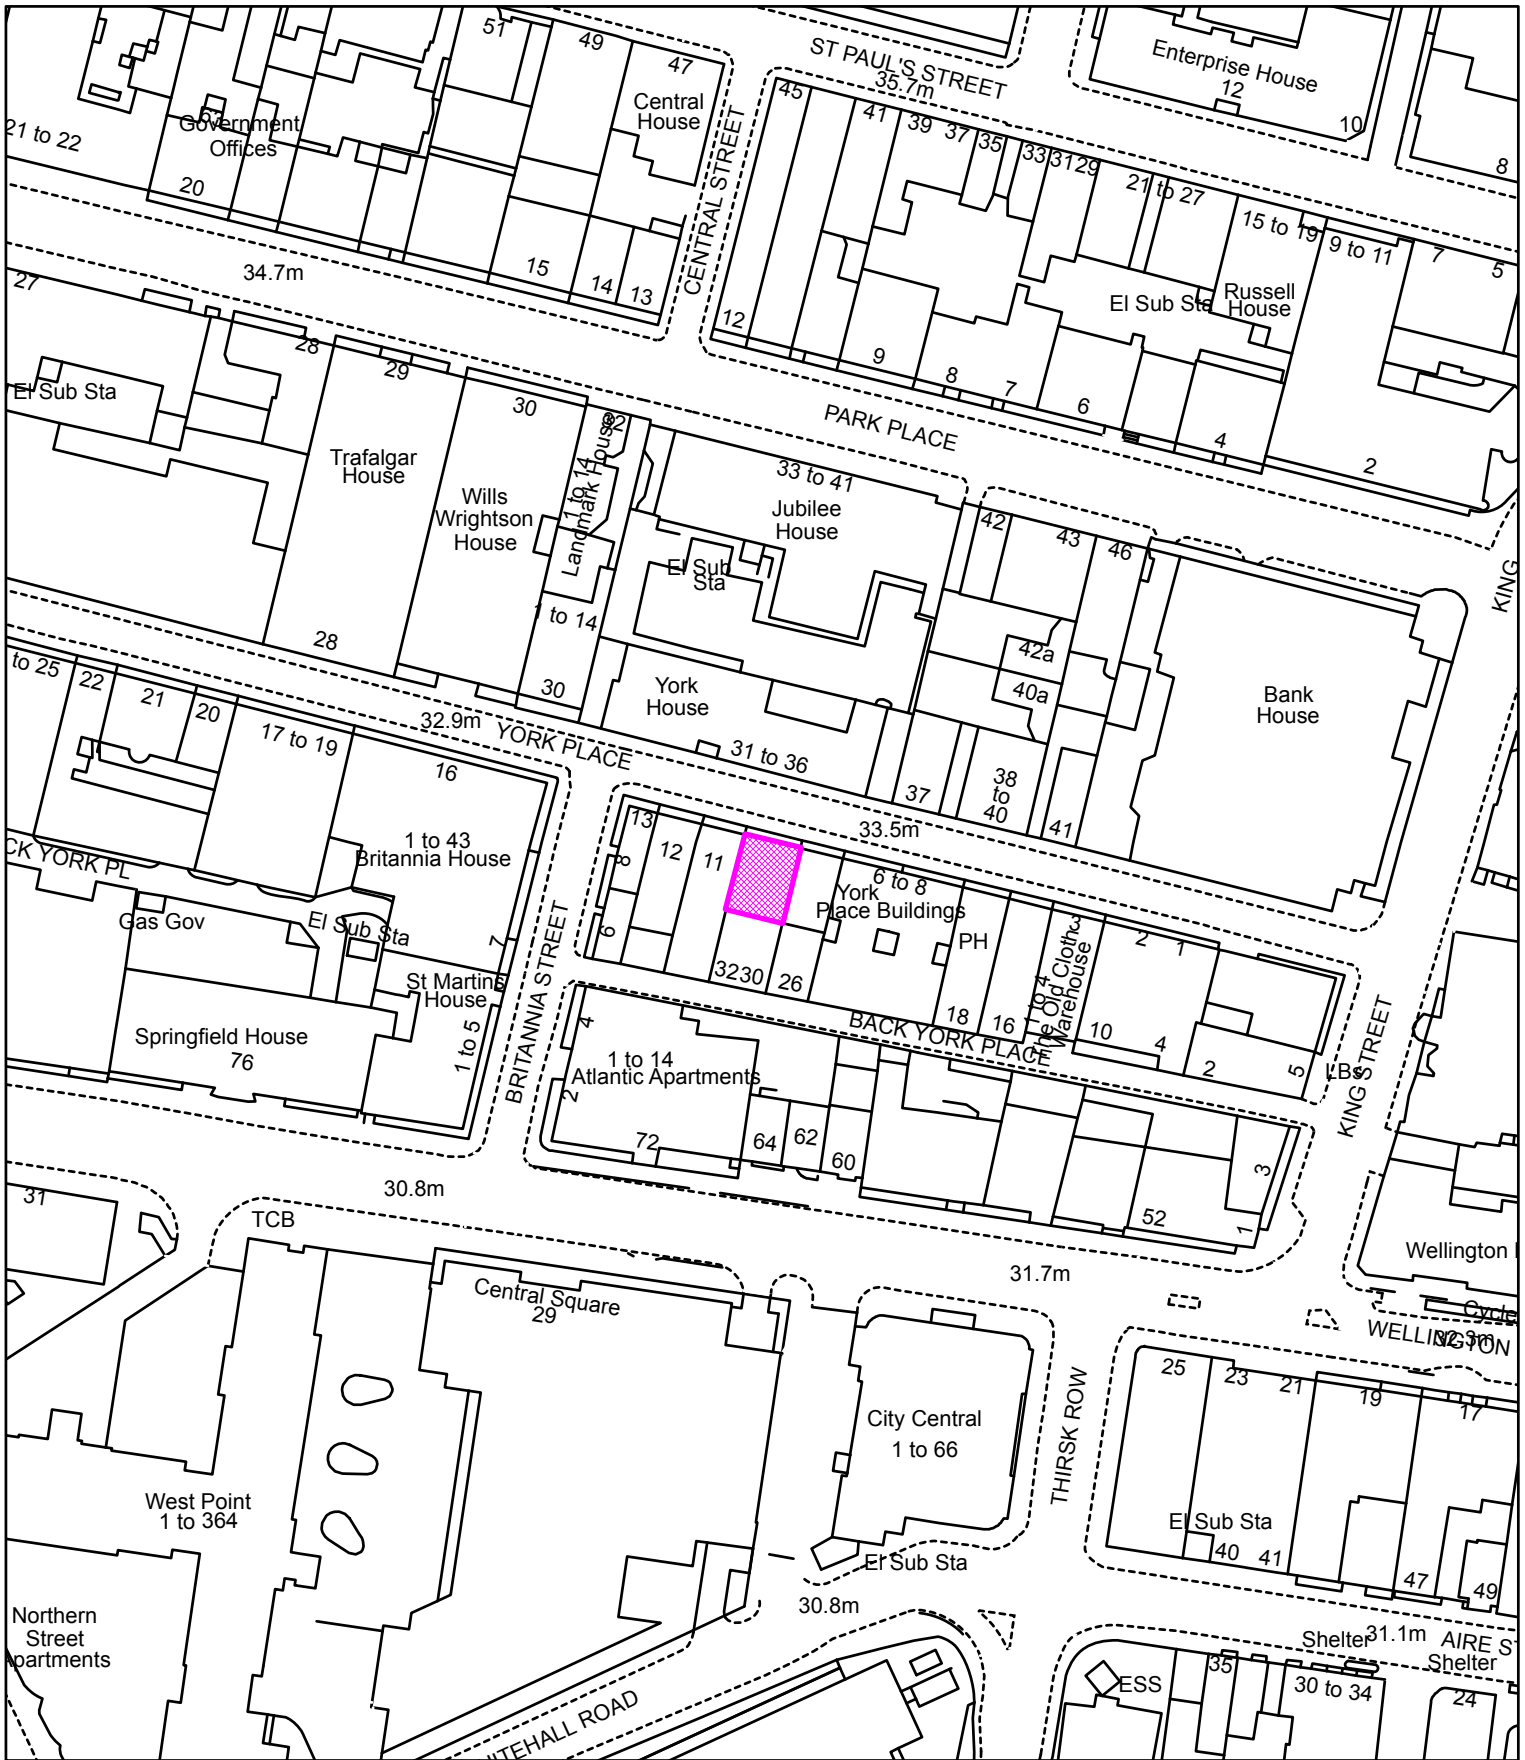 51
49
47
ST PAUL'S STREET
35.7m
Enterprise House
12
10
8
Central
House
CENTRAL STREET
45
41
39
37
35
33
31
29
21 to 27
15 to 19
9 to 11
7
5
63
Government
Offices
21 to 22
20
34.7m
15
14
13
12
9
8
7
6
4
2
El Sub Sta
Russell
House
27
28
29
30
32
El Sub Sta
PARK PLACE
Trafalgar
House
Wills
Wrightson
House
1 to 14
Landmark House
33 to 41
Jubilee
House
El Sub
Sta
42
43
46
KING
1 to 14
42a
40a
Bank
House
28
30
York
House
to 25
22
21
20
17 to 19
16
32.9m
YORK PLACE
31 to 36
37
38
to
40
41
33.5m
CK YORK PL
1 to 43
Britannia House
13
12
11
8
6
6 to 8
York
Place Buildings
PH
3
2
1
Gas Gov
El Sub Sta
7
St Martins
House
1 to 5
BRITANNIA STREET
32
30
26
18
16
1 to 4
The Old Cloth
Warehouse
10
4
2
5
LBs
KING STREET
BACK YORK PLACE
Springfield House
76
4
2
1 to 14
Atlantic Apartments
72
64
62
60
52
3
1
31
30.8m
TCB
31.7m
Wellington
Cycle
WELLINGTON
32.3m
Central Square
29
25
23
21
19
17
THIRSK ROW
City Central
1 to 66
West Point
1 to 364
El Sub Sta
40
41
47
49
El Sub Sta
30.8m
Northern
Street
partments
Shelter
31.1m
AIRE S
Shelter
35
ESS
30 to 34
24
ITEHALL ROAD